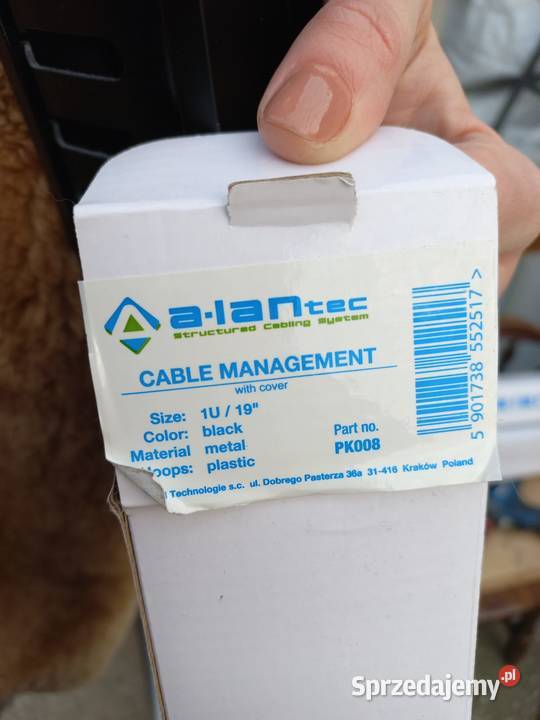 a-lantec
structured cabling system
CABLE MANAGEMENT
with cover
Size: 1U / 19"
Color: black
Material metal
Hoops: plastic
Part no.
PK008
Technologie s.c. ul. Dobrego Pasterza 36a 31-416 Kraków Poland
5 901738 552517 >
Sprzedajemy.pl